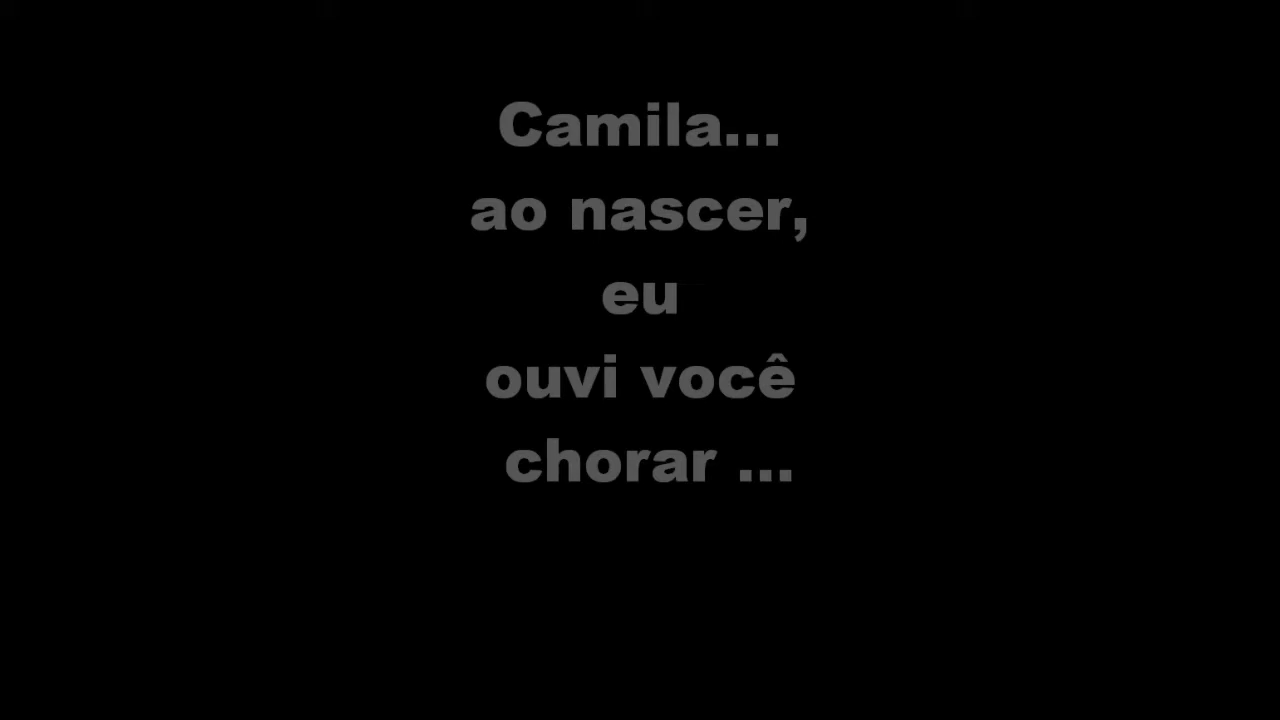 Camila...
ao nascer,
eu
ouvi você
chorar ...